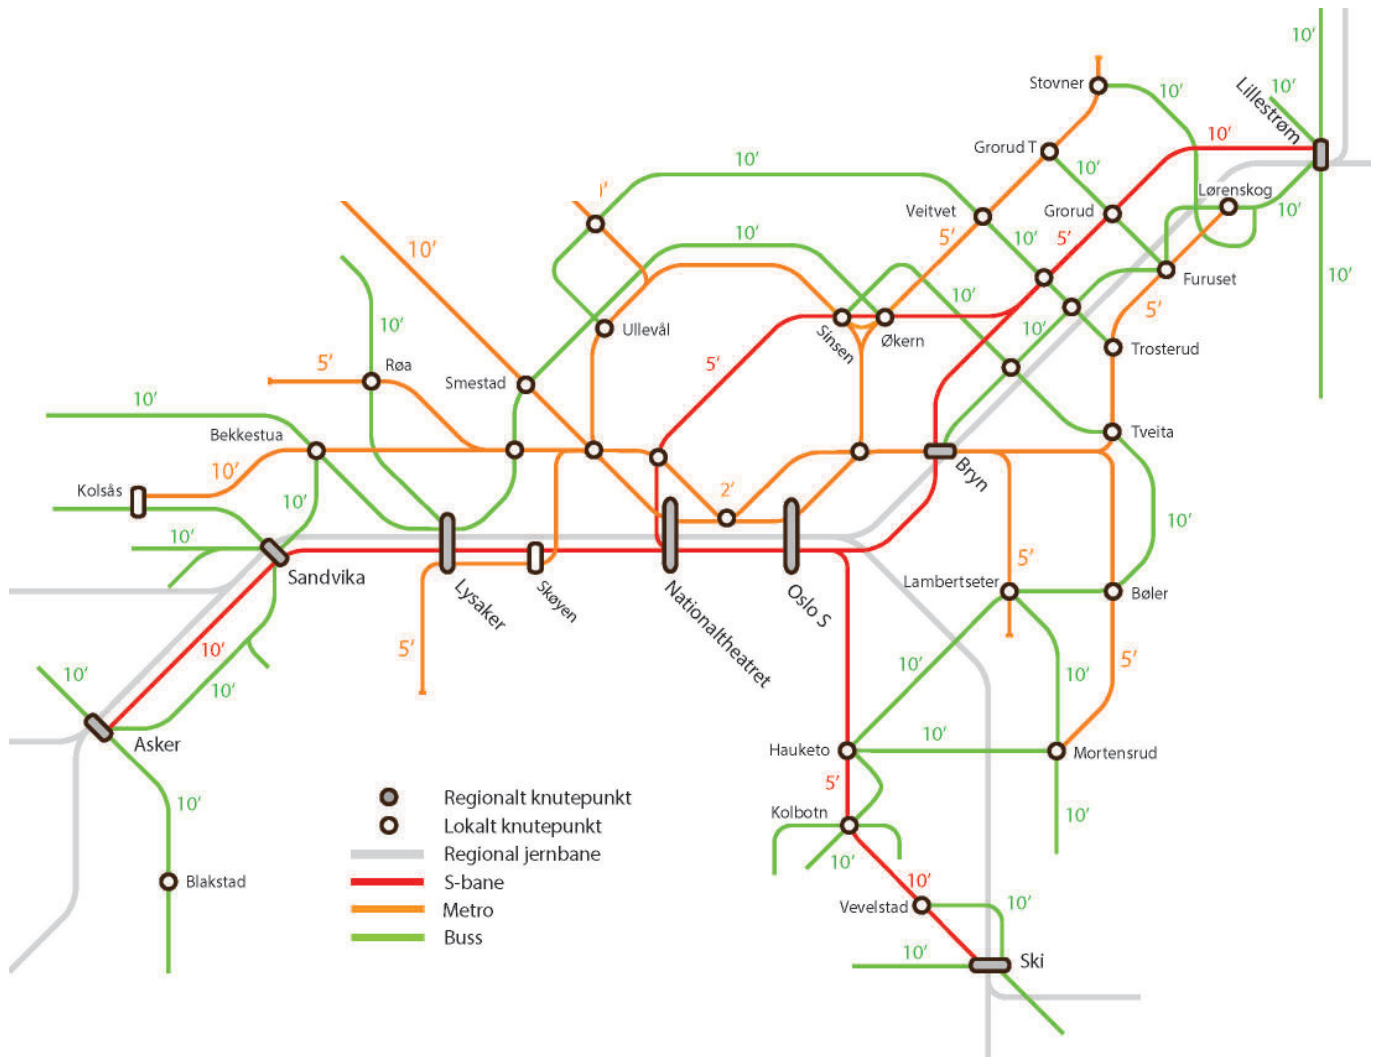 10'
Stovner
10'
10'
Lillestrøm
10'
Grorud T
10'
10'
Lørenskog
10'
Veitvet
Grorud
5'
10'
5'
10'
10'
10'
Furuset
10'
10'
5'
10'
Ullevål
Sinsen
Økern
10'
Trosterud
5'
5'
Røa
Smestad
10'
Bekkestua
Tveita
10'
Kolsås
10'
2'
Bryn
10'
10'
5'
Sandvika
Lysaker
Skøyen
Nationaltheatret
Oslo S
Lambertseter
Bøler
10'
10'
10'
5'
10'
10'
5'
Asker
Hauketo
10'
Mortensrud
5'
10'
Kolbotn
10'
10'
Blakstad
10'
Vevelstad
10'
10'
Ski
Regionalt knutepunkt
Lokalt knutepunkt
Regional jernbane
S-bane
Metro
Buss